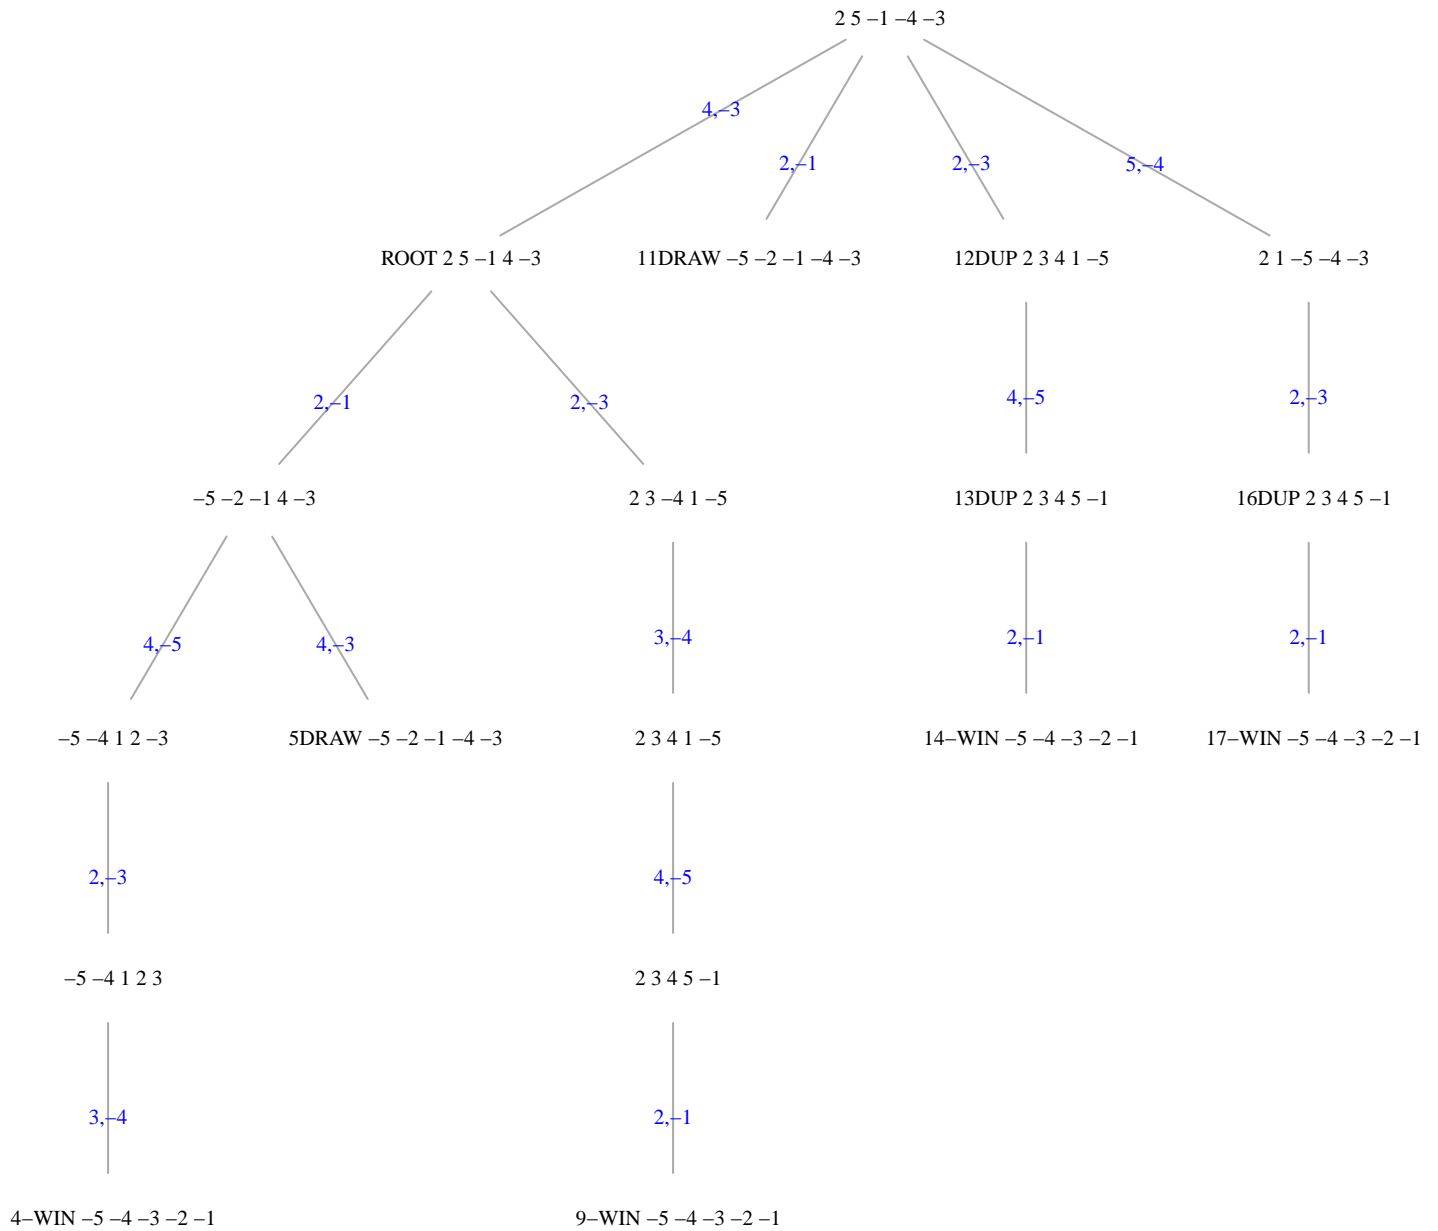 2 5 –1 –4 –3
4,–3
2,–1
2,–3
5,–4
ROOT 2 5 –1 4 –3
11DRAW –5 –2 –1 –4 –3
12DUP 2 3 4 1 –5
2 1 –5 –4 –3
2,–1
2,–3
4,–5
2,–3
–5 –2 –1 4 –3
2 3 –4 1 –5
13DUP 2 3 4 5 –1
16DUP 2 3 4 5 –1
4,–5
4,–3
3,–4
2,–1
2,–1
–5 –4 1 2 –3
5DRAW –5 –2 –1 –4 –3
2 3 4 1 –5
14–WIN –5 –4 –3 –2 –1
17–WIN –5 –4 –3 –2 –1
2,–3
4,–5
–5 –4 1 2 3
2 3 4 5 –1
3,–4
2,–1
4–WIN –5 –4 –3 –2 –1
9–WIN –5 –4 –3 –2 –1